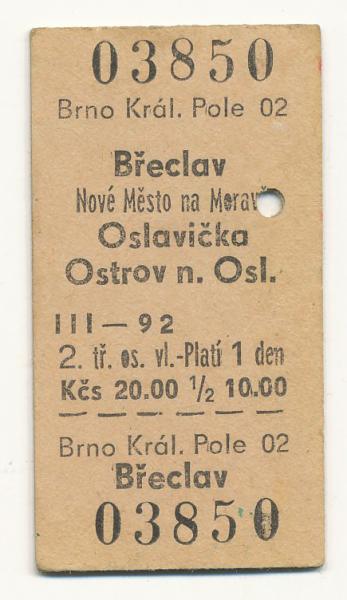 03850
Brno Král. Pole 02
Břeclav
Nové Město na Moravě
Oslavička
Ostrov n. Osl.
III — 92
2. tř. os. vl.-Platí 1 den
Kčs 20.00 ½ 10.00
Brno Král. Pole 02
Břeclav
03850